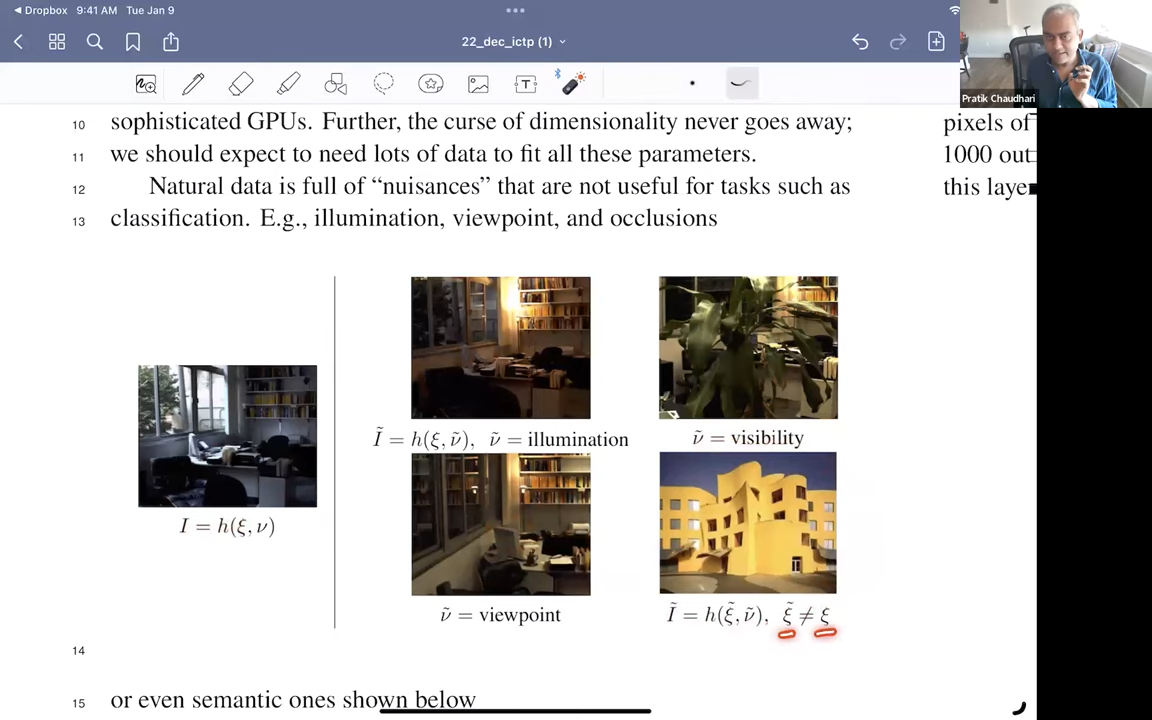 Dropbox 9:41 AM Tue Jan 9
22_dec_ictp (1)
Pratik Chaudhari
10 sophisticated GPUs. Further, the curse of dimensionality never goes away;
11 we should expect to need lots of data to fit all these parameters.
12 Natural data is full of “nuisances” that are not useful for tasks such as
13 classification. E.g., illumination, viewpoint, and occlusions
pixels of
1000 out
this laye
Ĩ = h(ξ, ν̃), ν̃ = illumination
ν̃ = visibility
I = h(ξ, ν)
ν̃ = viewpoint
Ĩ = h(ξ̃, ν̃), ξ̃ ≠ ξ
14
15 or even semantic ones shown below